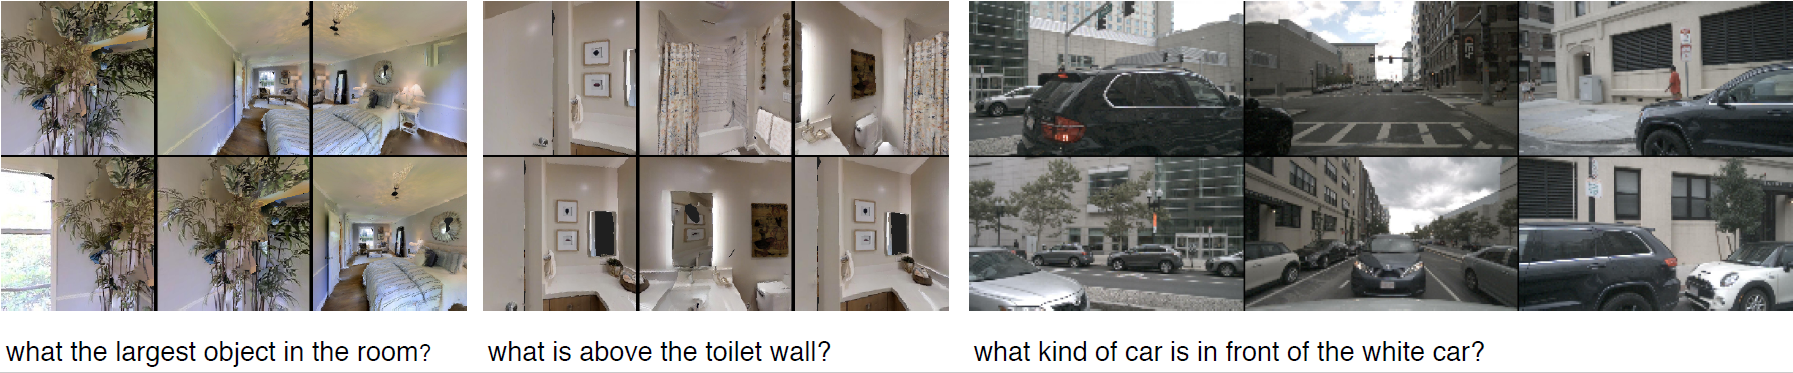 what the largest object in the room?
what is above the toilet wall?
what kind of car is in front of the white car?